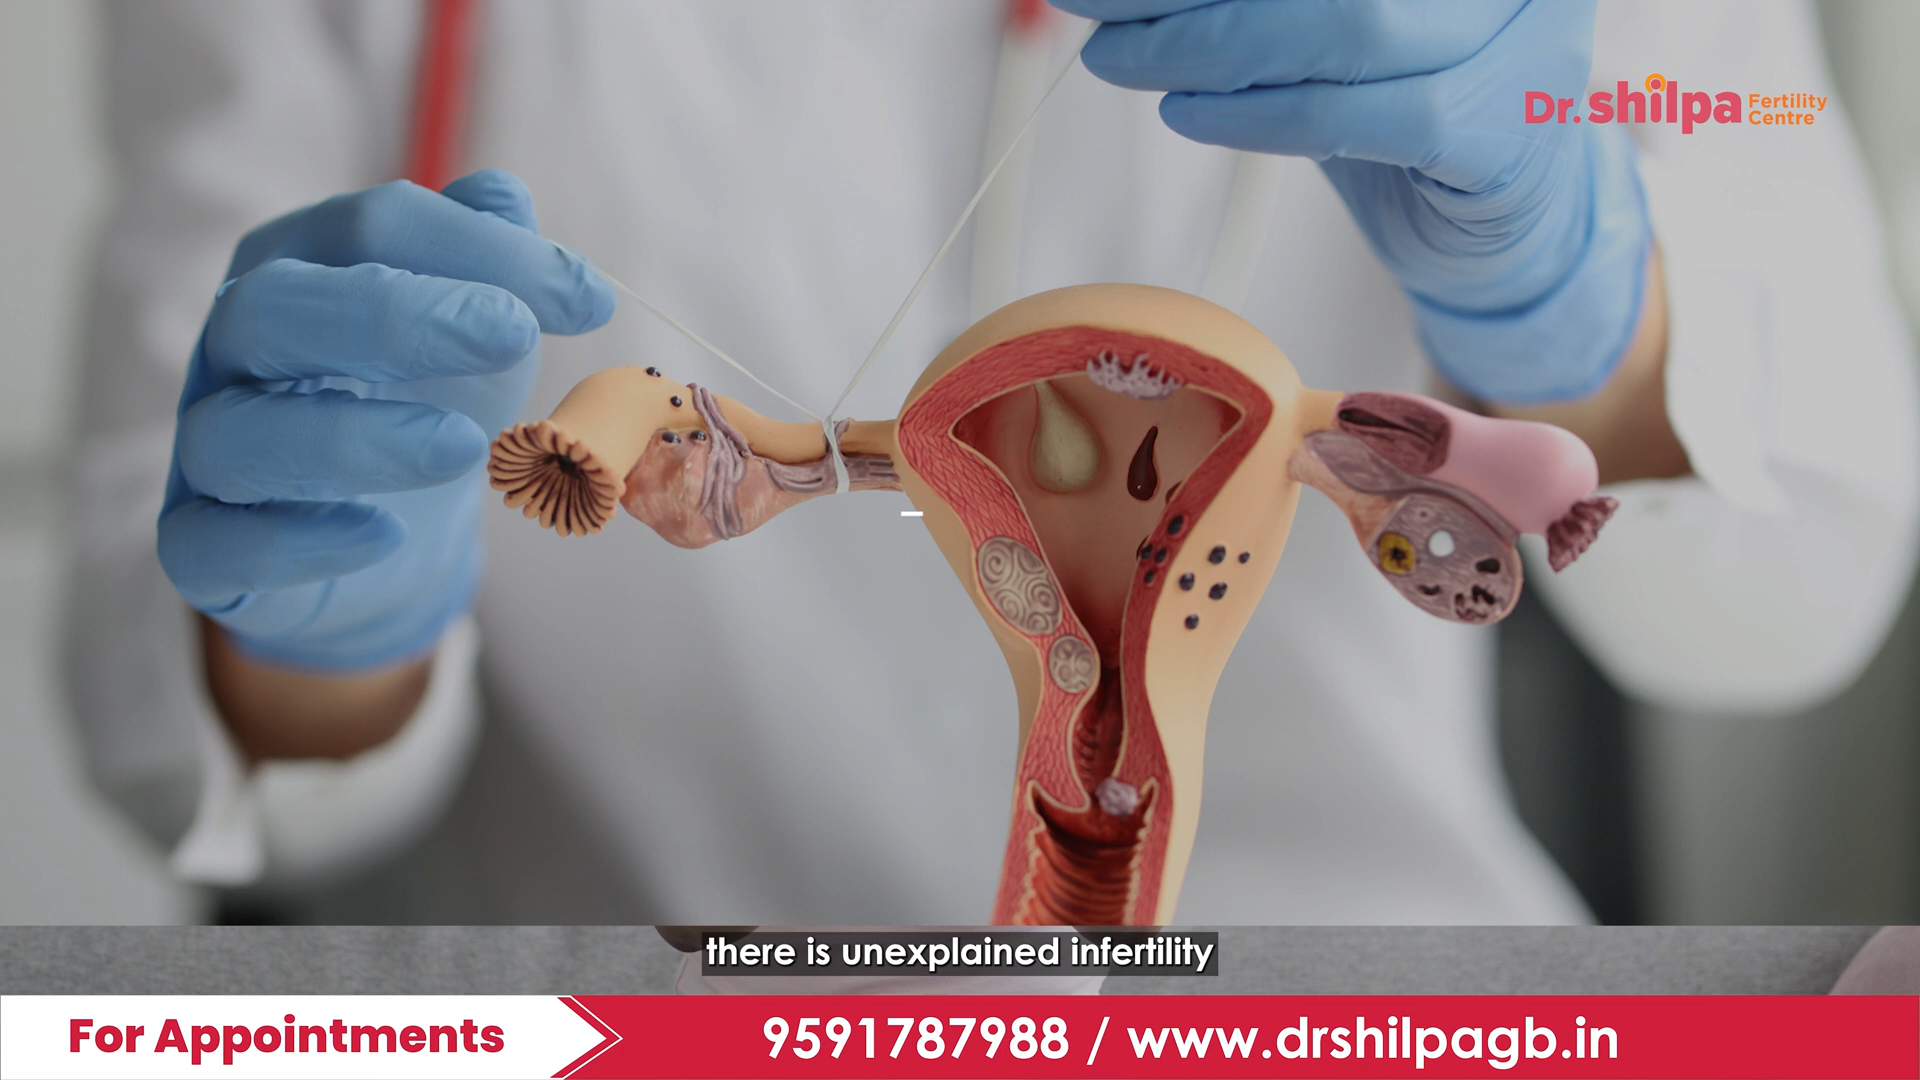 Dr. shilpa Fertility Centre
there is unexplained infertility
For Appointments
9591787988 / www.drshilpagb.in